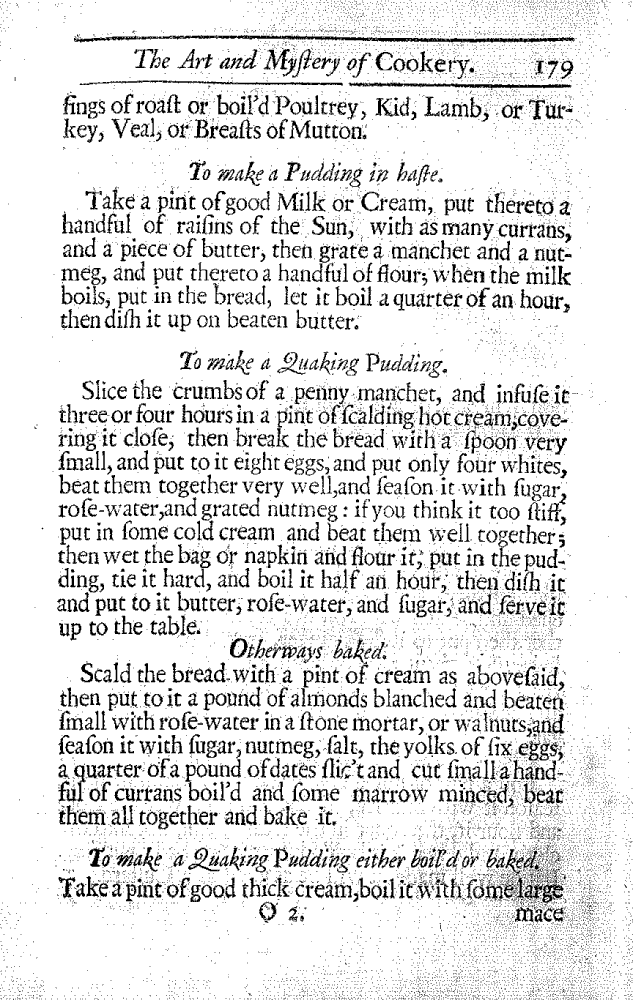 The Art and Myſtery of Cookery. 179
ſings of roaſt or boil'd Poultrey, Kid, Lamb, or Tur-
key, Veal, or Breaſts of Mutton.
To make a Pudding in haſte.
Take a pint of good Milk or Cream, put thereto a
handful of raiſins of the Sun, with as many currans,
and a piece of butter, then grate a manchet and a nut-
meg, and put thereto a handful of flour; when the milk
boils, put in the bread, let it boil a quarter of an hour,
then diſh it up on beaten butter.
To make a Quaking Pudding.
Slice the crumbs of a penny manchet, and infuſe it
three or four hours in a pint of ſcalding hot cream, cove-
ring it cloſe, then break the bread with a ſpoon very
ſmall, and put to it eight eggs, and put only four whites,
beat them together very well, and ſeaſon it with ſugar,
roſe-water, and grated nutmeg: if you think it too ſtiff,
put in ſome cold cream and beat them well together;
then wet the bag or napkin and flour it, put in the pud-
ding, tie it hard, and boil it half an hour, then diſh it
and put to it butter, roſe-water, and ſugar, and ſerve it
up to the table.
Otherways baked.
Scald the bread with a pint of cream as aboveſaid,
then put to it a pound of almonds blanched and beaten
ſmall with roſe-water in a ſtone mortar, or walnuts, and
ſeaſon it with ſugar, nutmeg, ſalt, the yolks of ſix eggs,
a quarter of a pound of dates ſlic't and cut ſmall a hand-
ful of currans boil'd and ſome marrow minced, beat
them all together and bake it.
To make a Quaking Pudding either boil'd or baked.
Take a pint of good thick cream, boil it with ſome large
O 2. mace